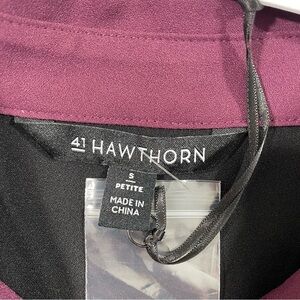 41 HAWTHORN
S
PETITE
MADE IN
CHINA